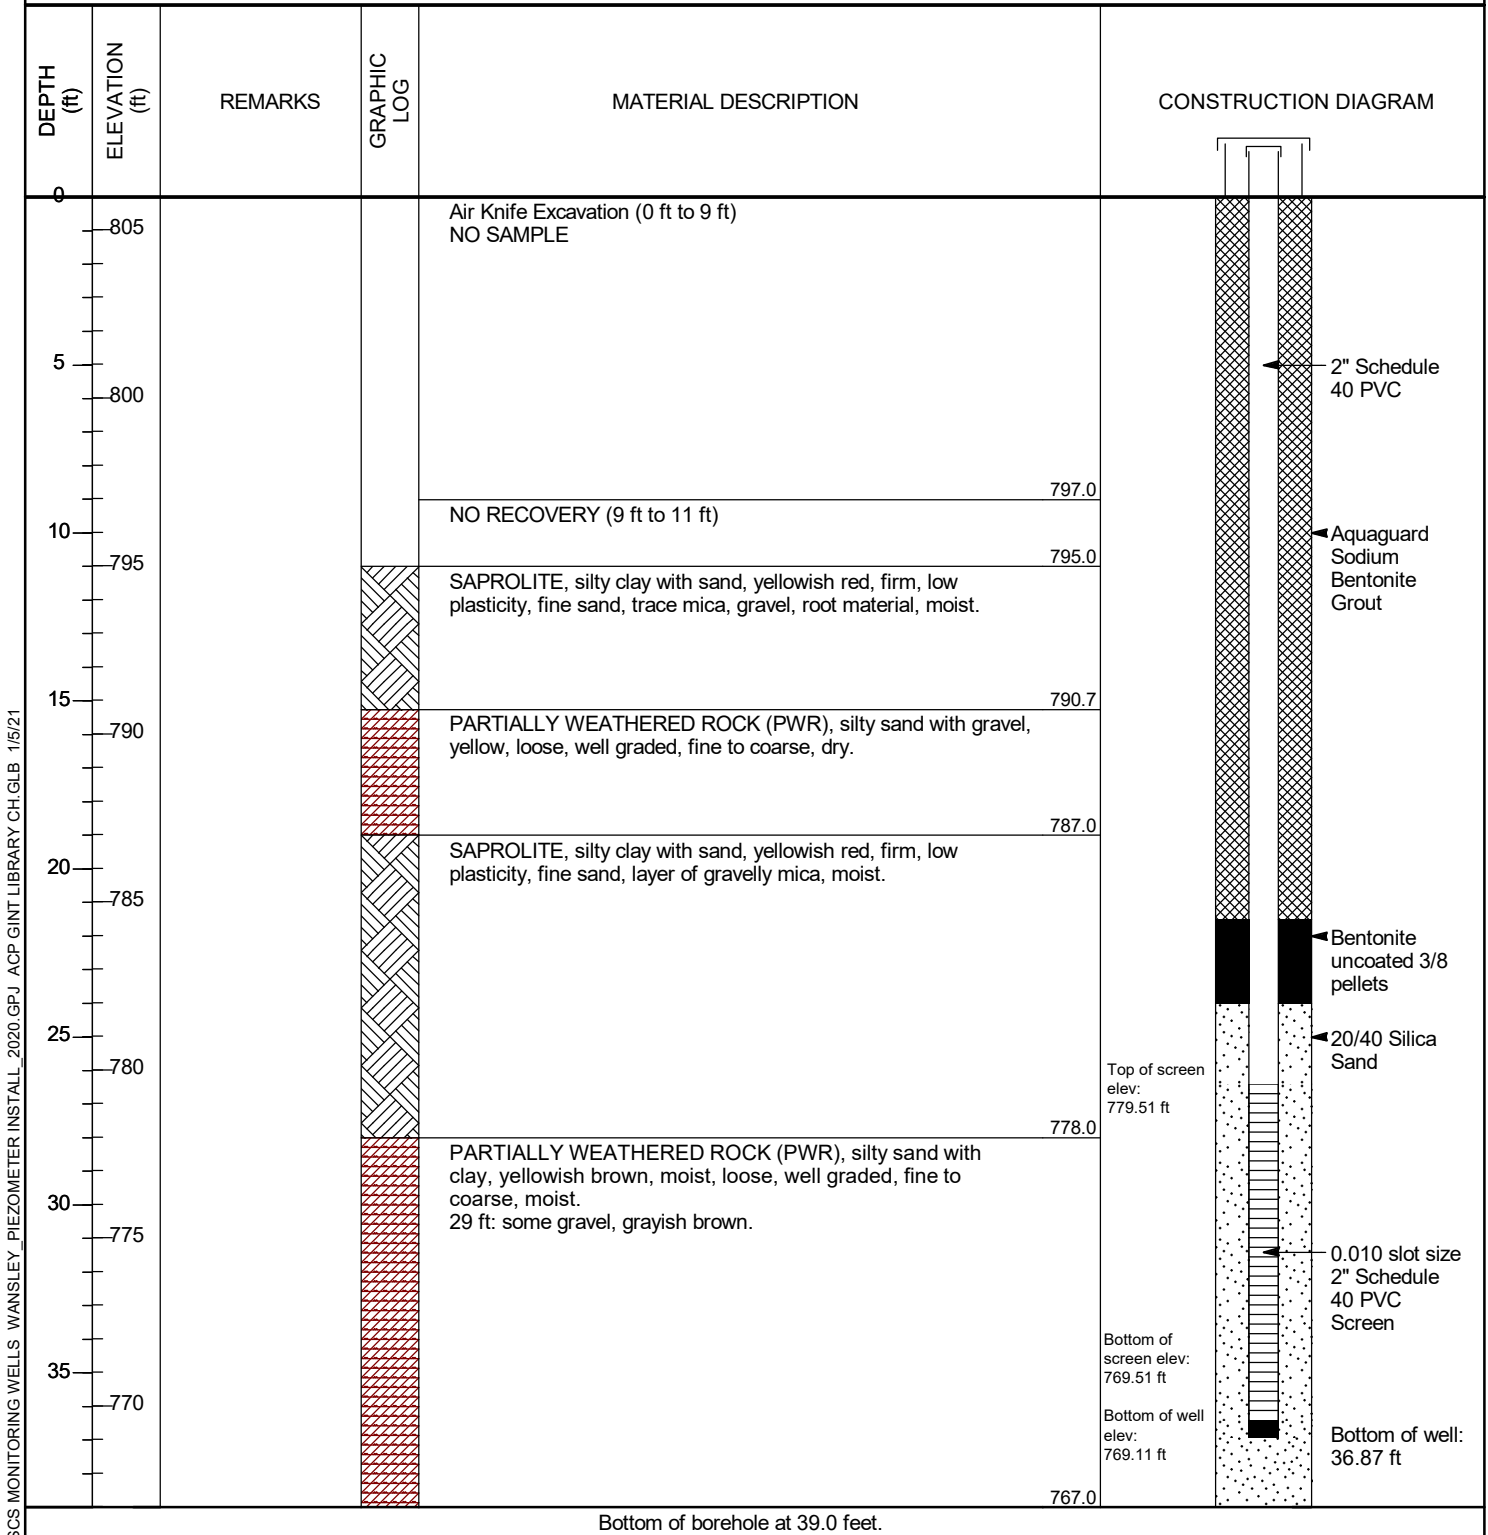 DEPTH
(ft)
ELEVATION
(ft)
REMARKS
GRAPHIC
LOG
MATERIAL DESCRIPTION
CONSTRUCTION DIAGRAM
0
805
Air Knife Excavation (0 ft to 9 ft)
NO SAMPLE
5
800
2" Schedule
40 PVC
797.0
NO RECOVERY (9 ft to 11 ft)
10
795
795.0
Aquaguard
Sodium
Bentonite
Grout
SAPROLITE, silty clay with sand, yellowish red, firm, low
plasticity, fine sand, trace mica, gravel, root material, moist.
15
790.7
790
PARTIALLY WEATHERED ROCK (PWR), silty sand with gravel,
yellow, loose, well graded, fine to coarse, dry.
787.0
20
785
SAPROLITE, silty clay with sand, yellowish red, firm, low
plasticity, fine sand, layer of gravelly mica, moist.
Bentonite
uncoated 3/8
pellets
25
780
20/40 Silica
Sand
Top of screen
elev:
779.51 ft
778.0
PARTIALLY WEATHERED ROCK (PWR), silty sand with
clay, yellowish brown, moist, loose, well graded, fine to
coarse, moist.
29 ft: some gravel, grayish brown.
30
775
0.010 slot size
2" Schedule
40 PVC
Screen
35
770
Bottom of
screen elev:
769.51 ft
Bottom of well
elev:
769.11 ft
Bottom of well:
36.87 ft
767.0
Bottom of borehole at 39.0 feet.
SCS MONITORING WELLS WANSLEY_PIEZOMETER INSTALL_2020.GPJ ACP GINT LIBRARY CH.GLB 1/5/21